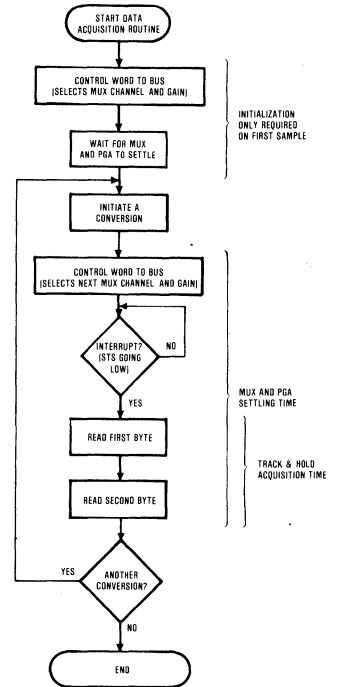 START DATA
ACQUISITION ROUTINE
CONTROL WORD TO BUS
(SELECTS MUX CHANNEL AND GAIN)
INITIALIZATION
ONLY REQUIRED
ON FIRST SAMPLE
WAIT FOR MUX
AND PGA TO SETTLE
INITIATE A
CONVERSION
CONTROL WORD TO BUS
(SELECTS NEXT MUX CHANNEL AND GAIN)
INTERRUPT?
(STS GOING
LOW)
NO
YES
MUX AND PGA
SETTLING TIME
READ FIRST BYTE
TRACK & HOLD
ACQUISITION TIME
READ SECOND BYTE
YES
ANOTHER
CONVERSION?
NO
END